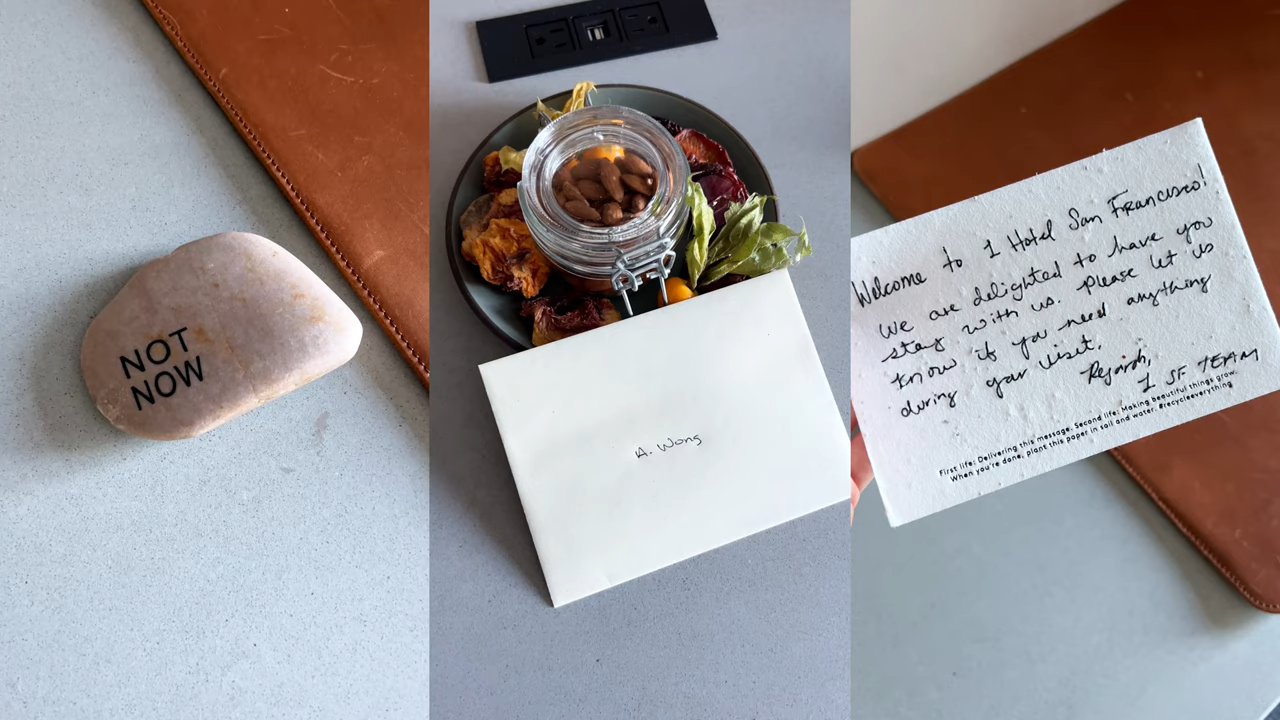 NOT
NOW
A. Wong
Welcome to 1 Hotel San Francisco!
We are delighted to have you
stay with us. Please let us
know if you need anything
during your visit.
Regards,
1 SF TEAM
First life: Delivering this message. Second life: Making beautiful things grow.
When you're done, plant this paper in soil and water. #recycleeverything